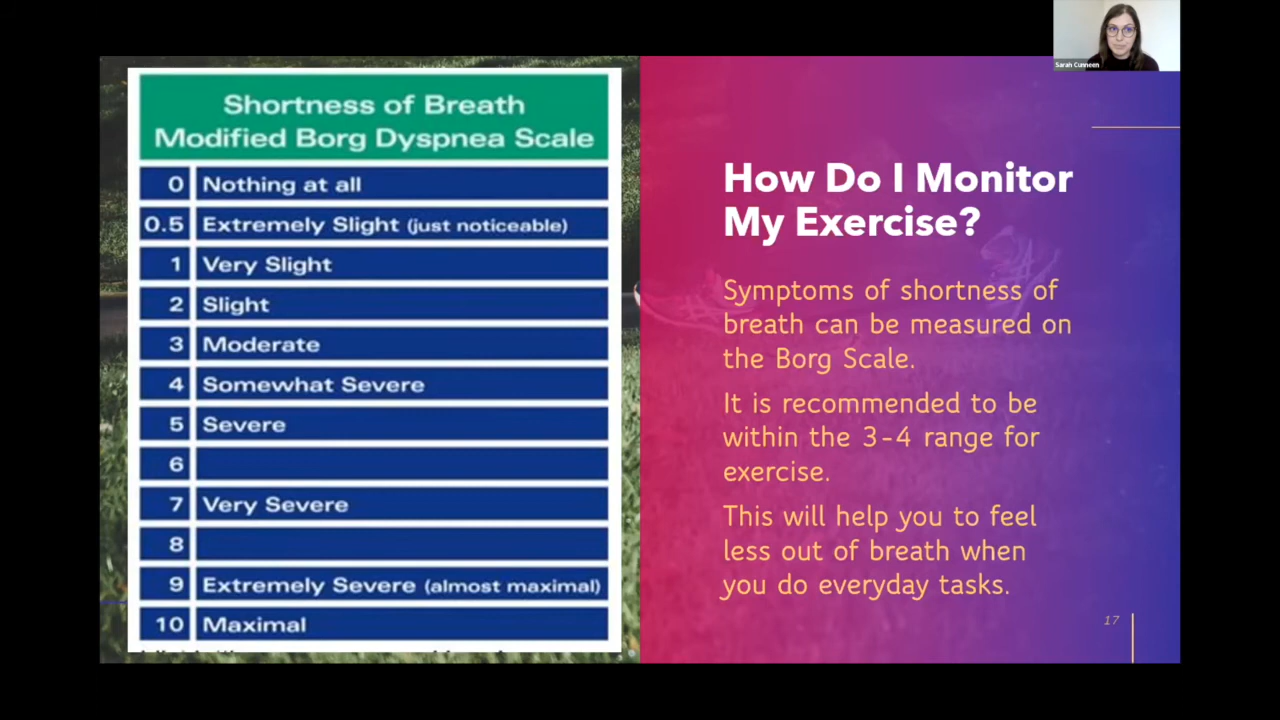 Sarah Cunneen
Shortness of Breath
Modified Borg Dyspnea Scale
0 Nothing at all
0.5 Extremely Slight (just noticeable)
1 Very Slight
2 Slight
3 Moderate
4 Somewhat Severe
5 Severe
6
7 Very Severe
8
9 Extremely Severe (almost maximal)
10 Maximal
How Do I Monitor
My Exercise?
Symptoms of shortness of
breath can be measured on
the Borg Scale.
It is recommended to be
within the 3-4 range for
exercise.
This will help you to feel
less out of breath when
you do everyday tasks.
17